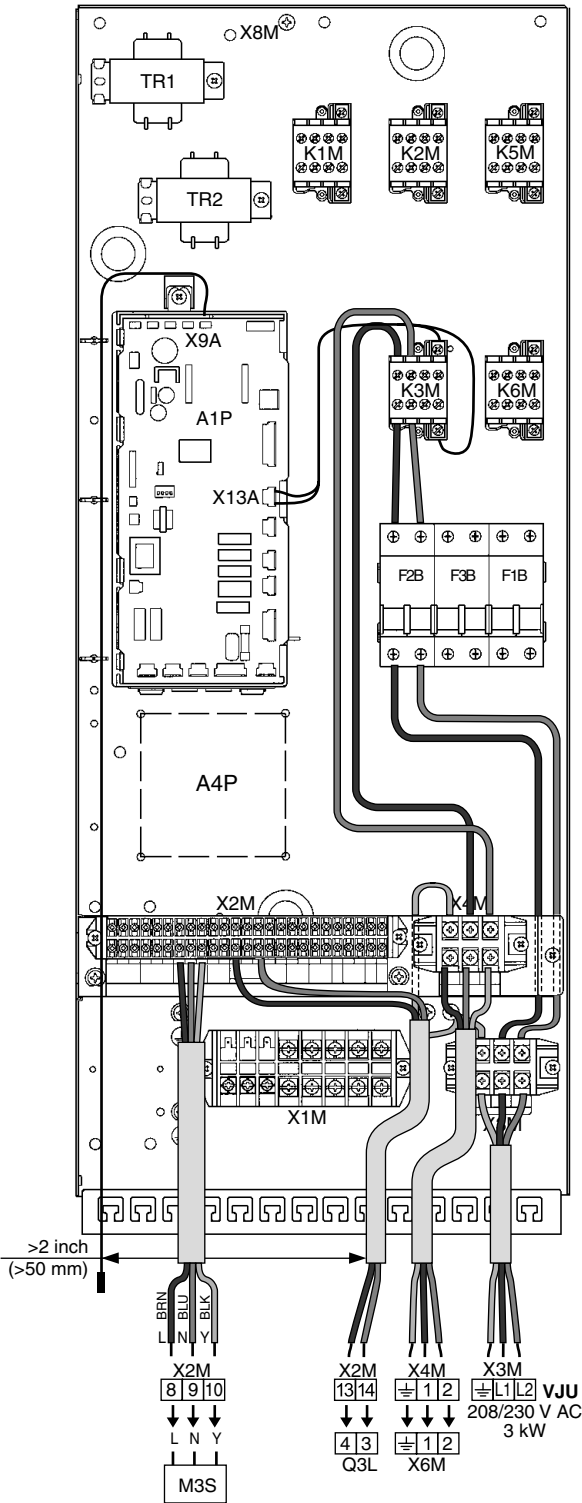 X8M
TR1
K1M K2M K5M
TR2
X9A
K3M K6M
A1P
X13A
F2B F3B F1B
A4P
X2M X4M
X1M
>2 inch
(>50 mm)
BRN BLU BLK
L N Y
X2M X2M X4M X3M
8 9 10 13 14 1 2 L1 L2 VJU
208/230 V AC
3 kW
L N Y 4 3 1 2
Q3L X6M
M3S